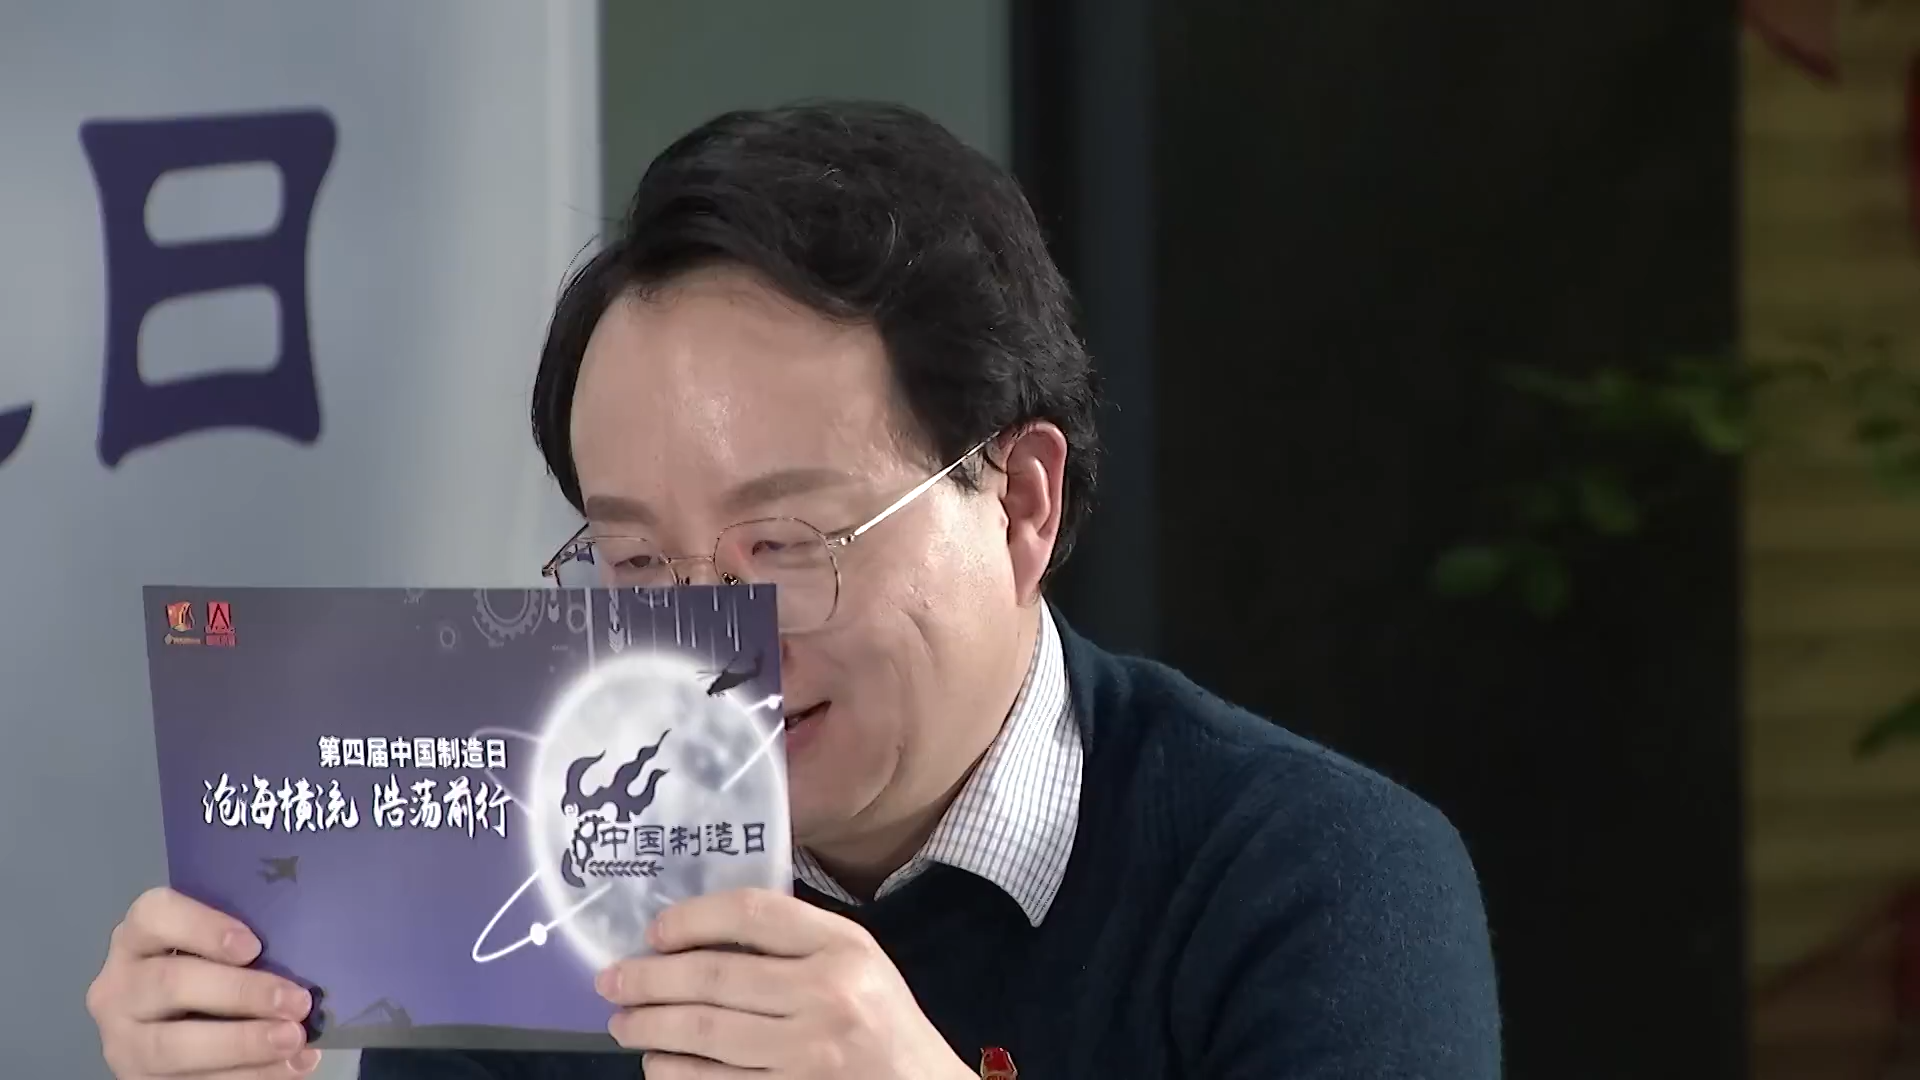 日
第四届中国制造日
沧海横流 浩荡前行
中国制造日